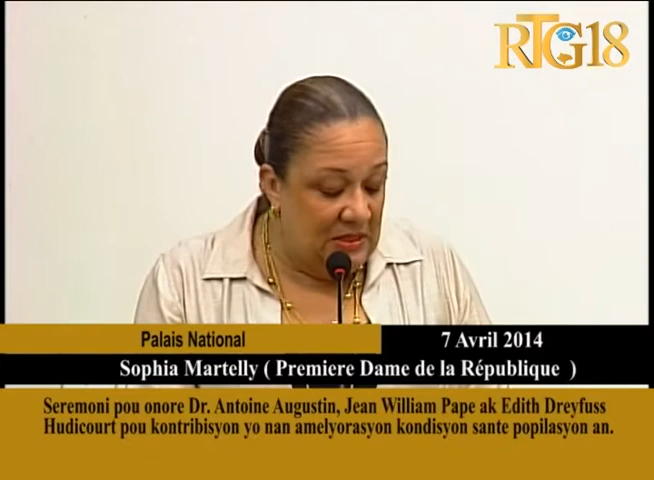 RTG18
Palais National
7 Avril 2014
Sophia Martelly ( Premiere Dame de la République )
Seremoni pou onore Dr. Antoine Augustin, Jean William Pape ak Edith Dreyfuss
Hudicourt pou kontribisyon yo nan amelyorasyon kondisyon sante popilasyon an.